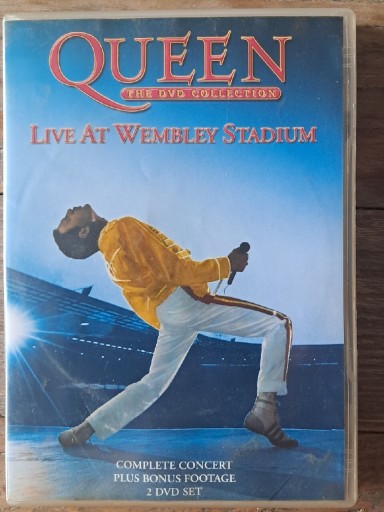 QUEEN
THE DVD COLLECTION
LIVE AT WEMBLEY STADIUM
COMPLETE CONCERT
PLUS BONUS FOOTAGE
2 DVD SET